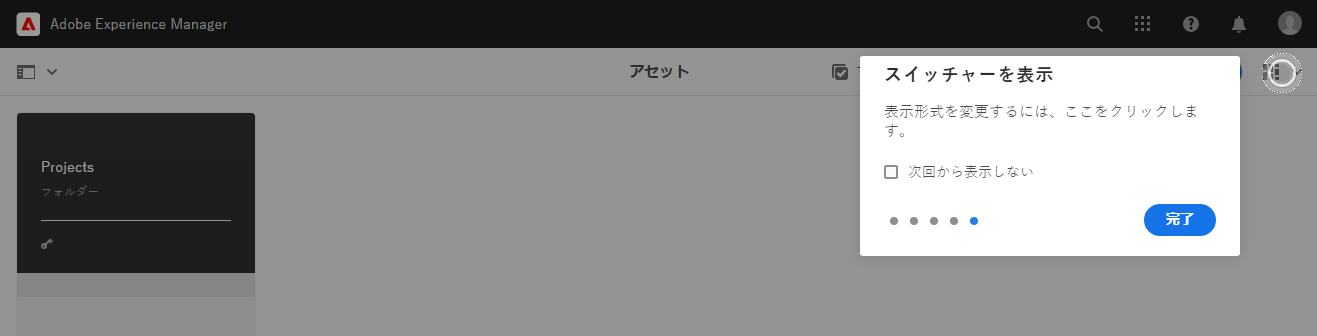 Adobe Experience Manager
アセット
スイッチャーを表示
表示形式を変更するには、ここをクリックしま
す。
次回から表示しない
完了
Projects
フォルダー